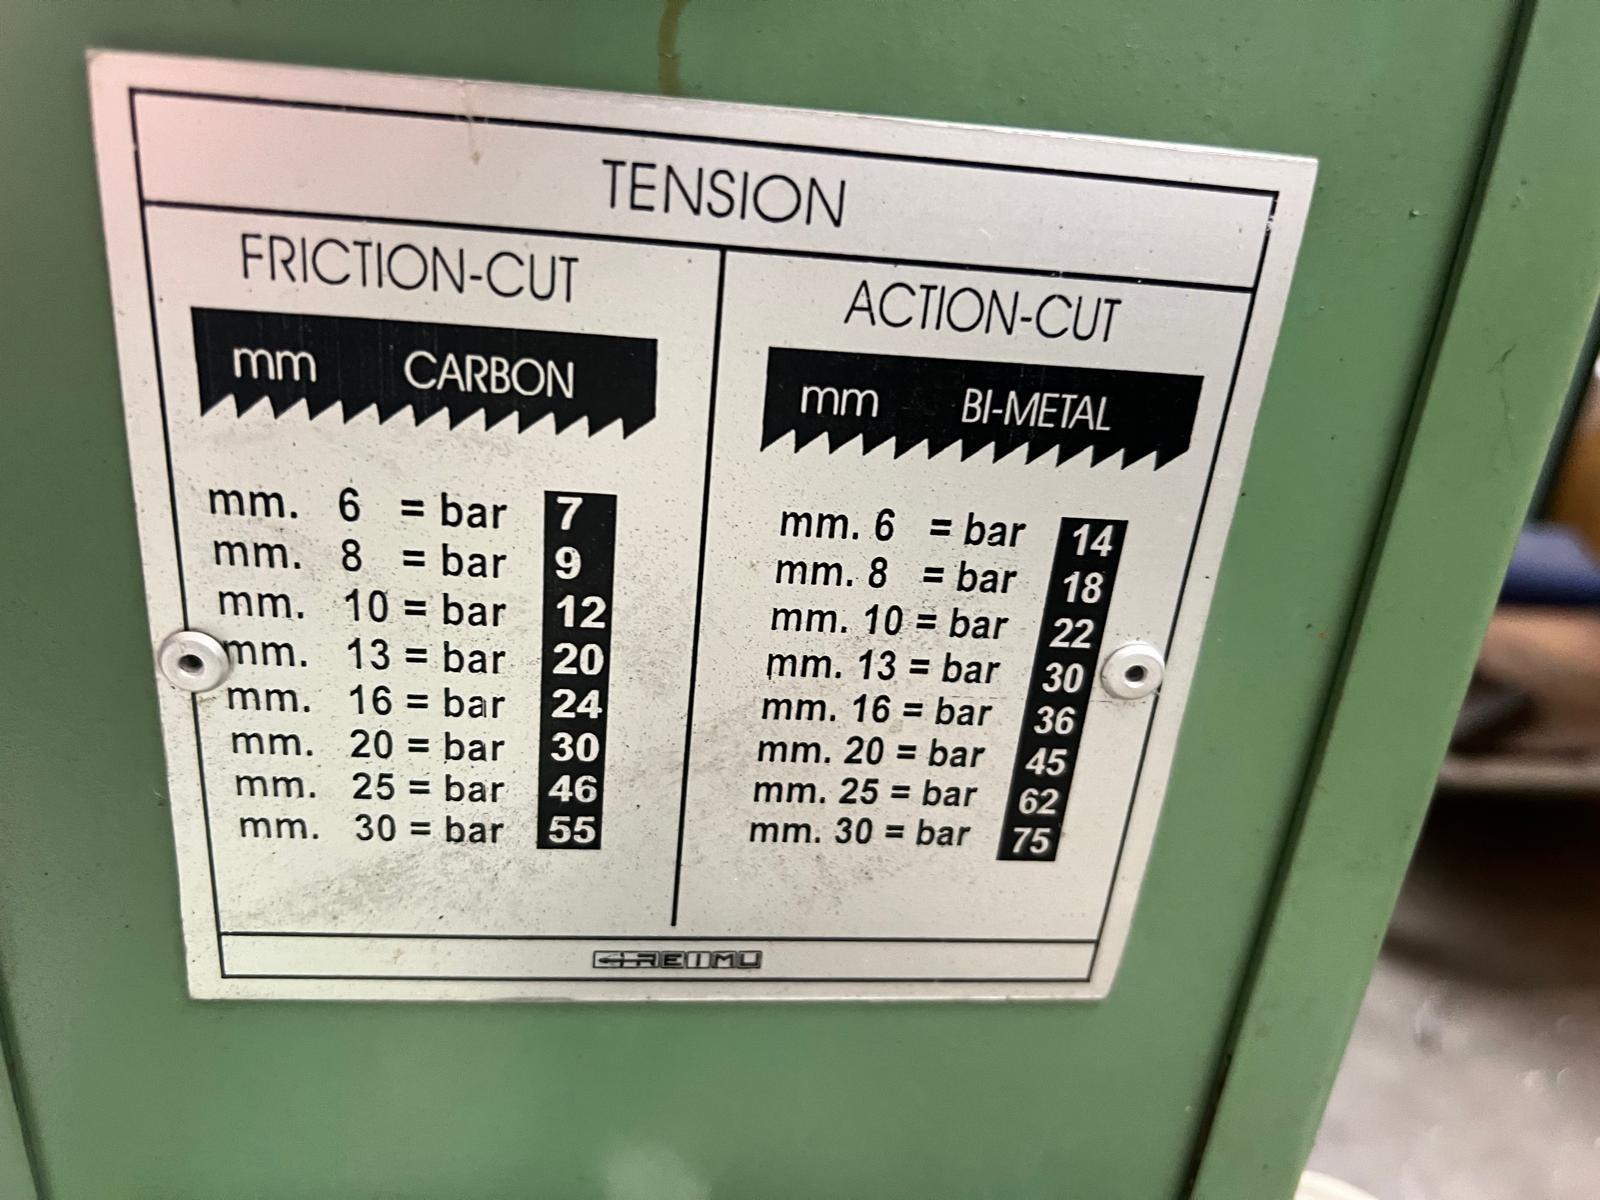 TENSION
FRICTION-CUT
mm CARBON
mm. 6 = bar 7
mm. 8 = bar 9
mm. 10 = bar 12
mm. 13 = bar 20
mm. 16 = bar 24
mm. 20 = bar 30
mm. 25 = bar 46
mm. 30 = bar 55
ACTION-CUT
mm BI-METAL
mm. 6 = bar 14
mm. 8 = bar 18
mm. 10 = bar 22
mm. 13 = bar 30
mm. 16 = bar 36
mm. 20 = bar 45
mm. 25 = bar 62
mm. 30 = bar 75